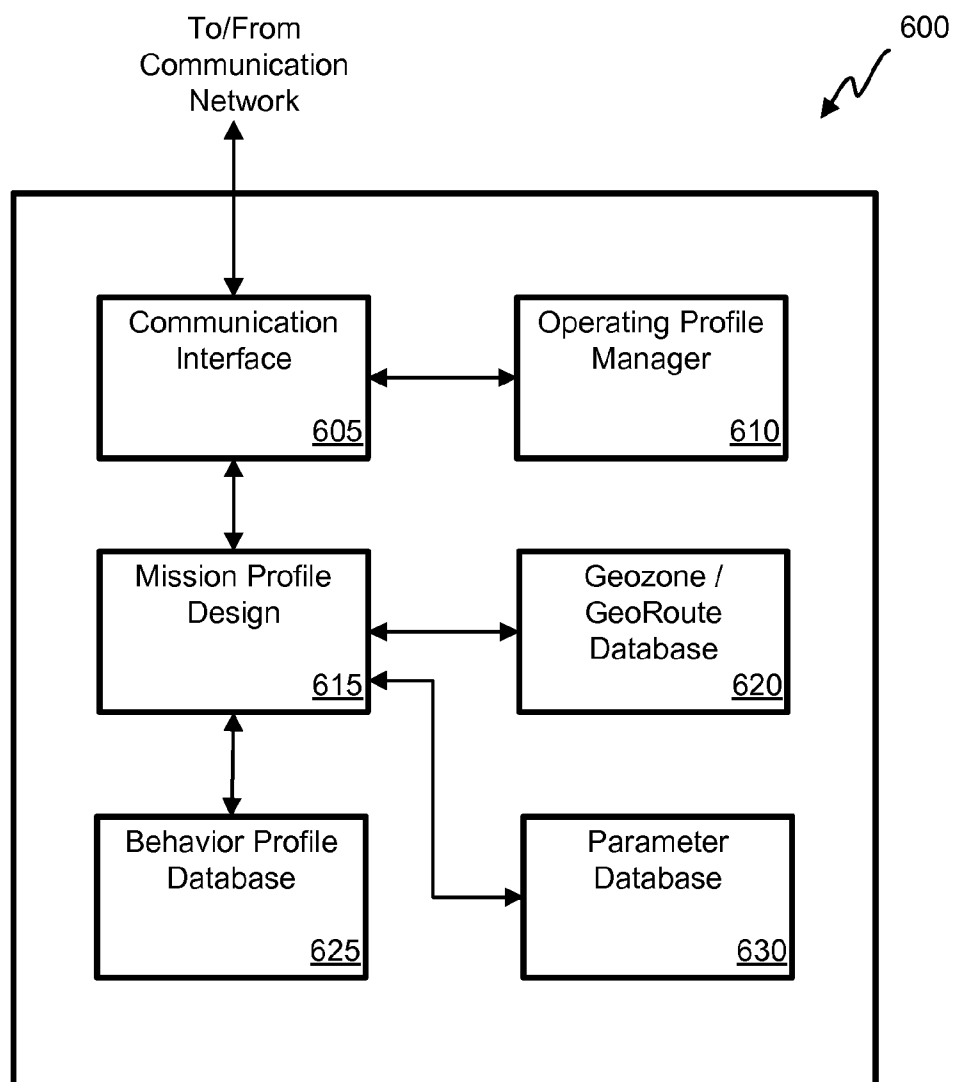 To/From
Communication
Network
600
Communication
Interface
605
Operating Profile
Manager
610
Mission Profile
Design
615
Geozone /
GeoRoute
Database
620
Behavior Profile
Database
625
Parameter
Database
630